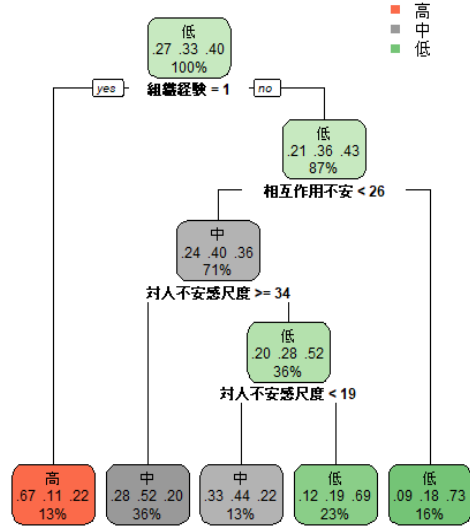 高
中
低
低
.27 .33 .40
100%
yes 組織経験 = 1 no
低
.21 .36 .43
87%
相互作用不安 < 26
中
.24 .40 .36
71%
対人不安感尺度 >= 34
低
.20 .28 .52
36%
対人不安感尺度 < 19
高 中 中 低 低
.67 .11 .22 .28 .52 .20 .33 .44 .22 .12 .19 .69 .09 .18 .73
13% 36% 13% 23% 16%